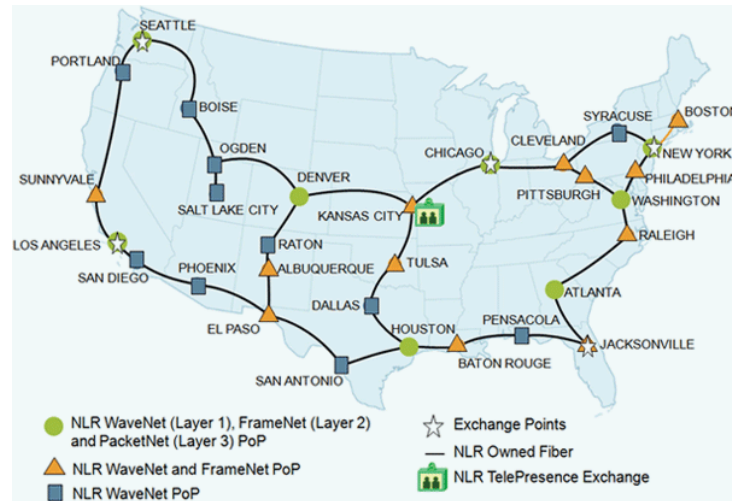 SEATTLE
PORTLAND
BOISE
OGDEN
SALT LAKE CITY
SUNNYVALE
LOS ANGELES
SAN DIEGO
PHOENIX
DENVER
RATON
ALBUQUERQUE
EL PASO
KANSAS CITY
TULSA
DALLAS
HOUSTON
SAN ANTONIO
CHICAGO
CLEVELAND
PITTSBURGH
SYRACUSE
BOSTON
NEW YORK
PHILADELPHIA
WASHINGTON
RALEIGH
ATLANTA
PENSACOLA
BATON ROUGE
JACKSONVILLE
NLR WaveNet (Layer 1), FrameNet (Layer 2)
and PacketNet (Layer 3) PoP
NLR WaveNet and FrameNet PoP
NLR WaveNet PoP
Exchange Points
NLR Owned Fiber
NLR TelePresence Exchange